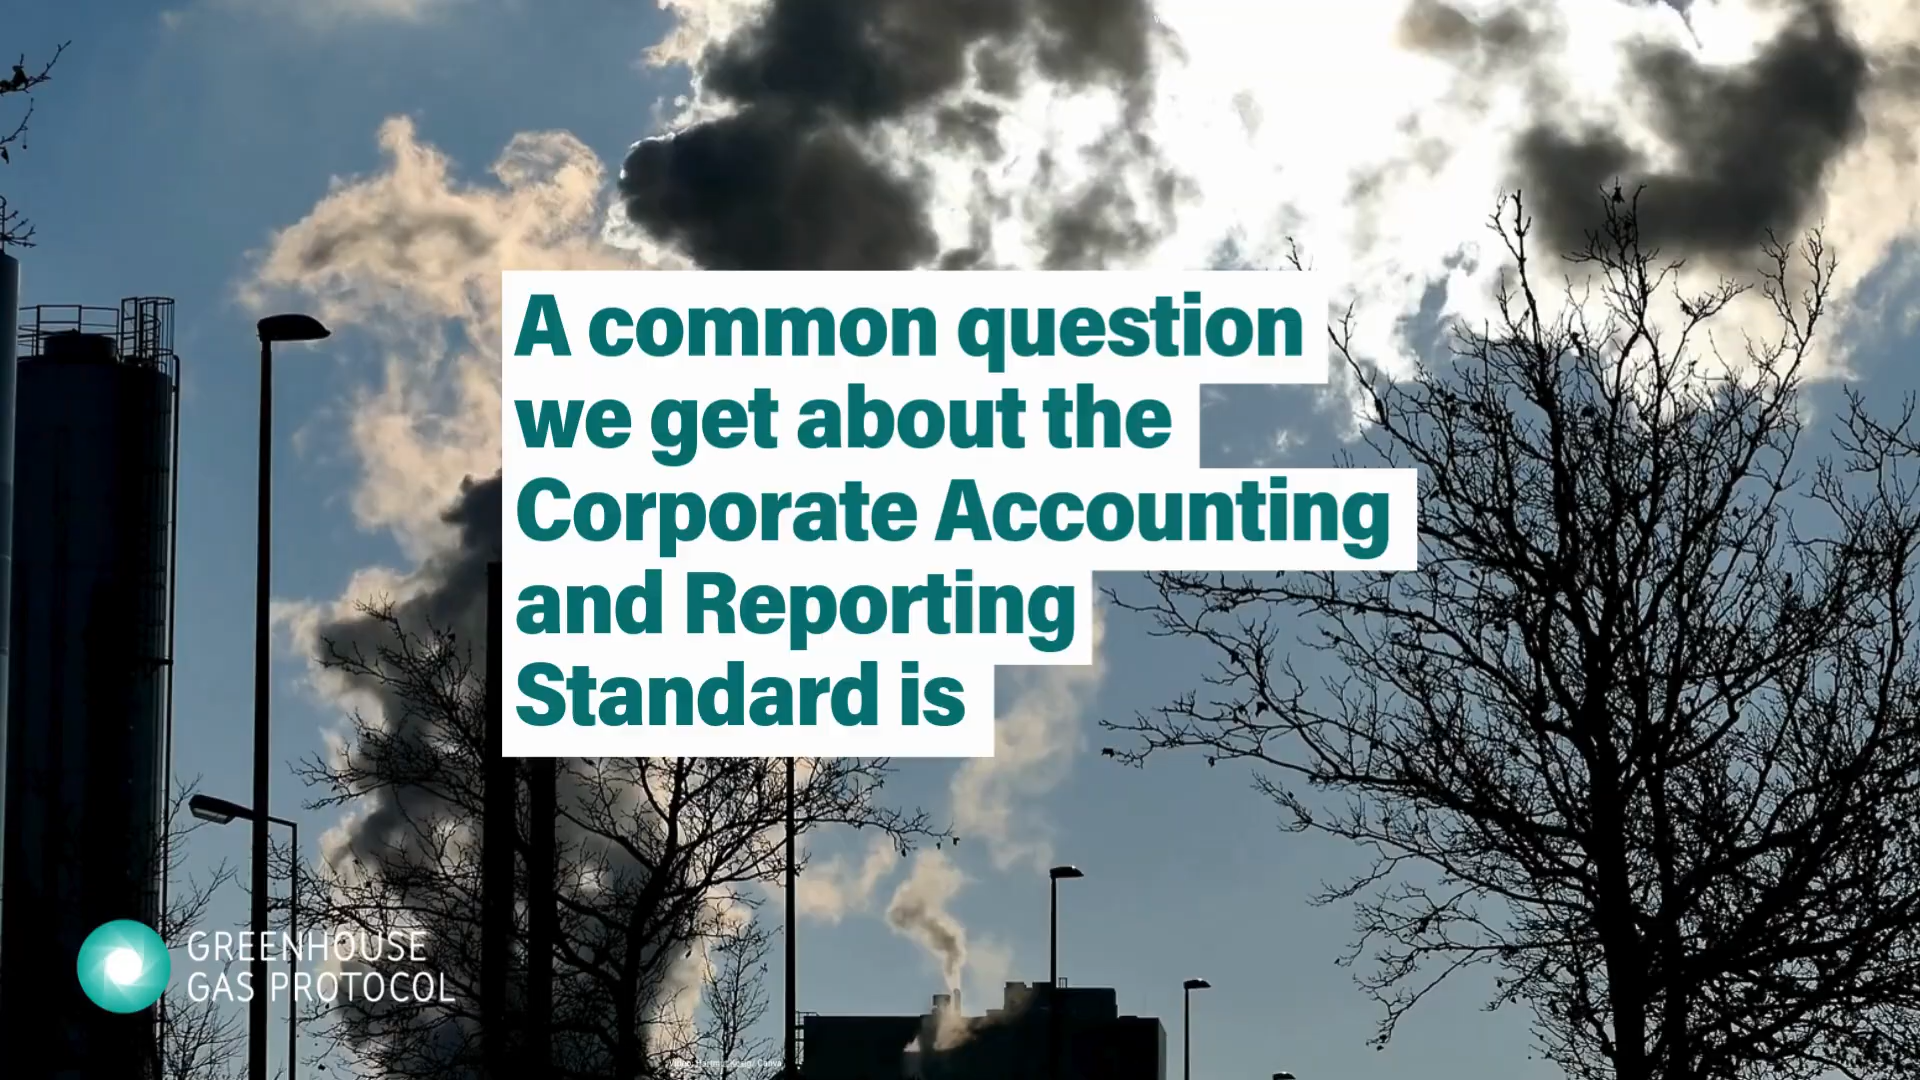 A common question
we get about the
Corporate Accounting
and Reporting
Standard is
GREENHOUSE
GAS PROTOCOL